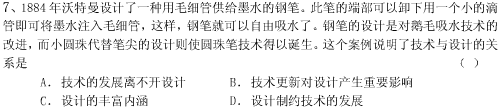 7、1884年沃特曼设计了一种用毛细管供给墨水的钢笔。此笔的端部可以卸下用一个小的滴
管即可将墨水注入毛细管，这样，钢笔就可以自由吸水了。钢笔的设计是对鹅毛吸水技术的
改进，而小圆珠代替笔尖的设计则使圆珠笔技术得以诞生。这个案例说明了技术与设计的关
系是 （ ）
A．技术的发展离不开设计 B．技术更新对设计产生重要影响
C．设计的丰富内涵 D．设计制约技术的发展